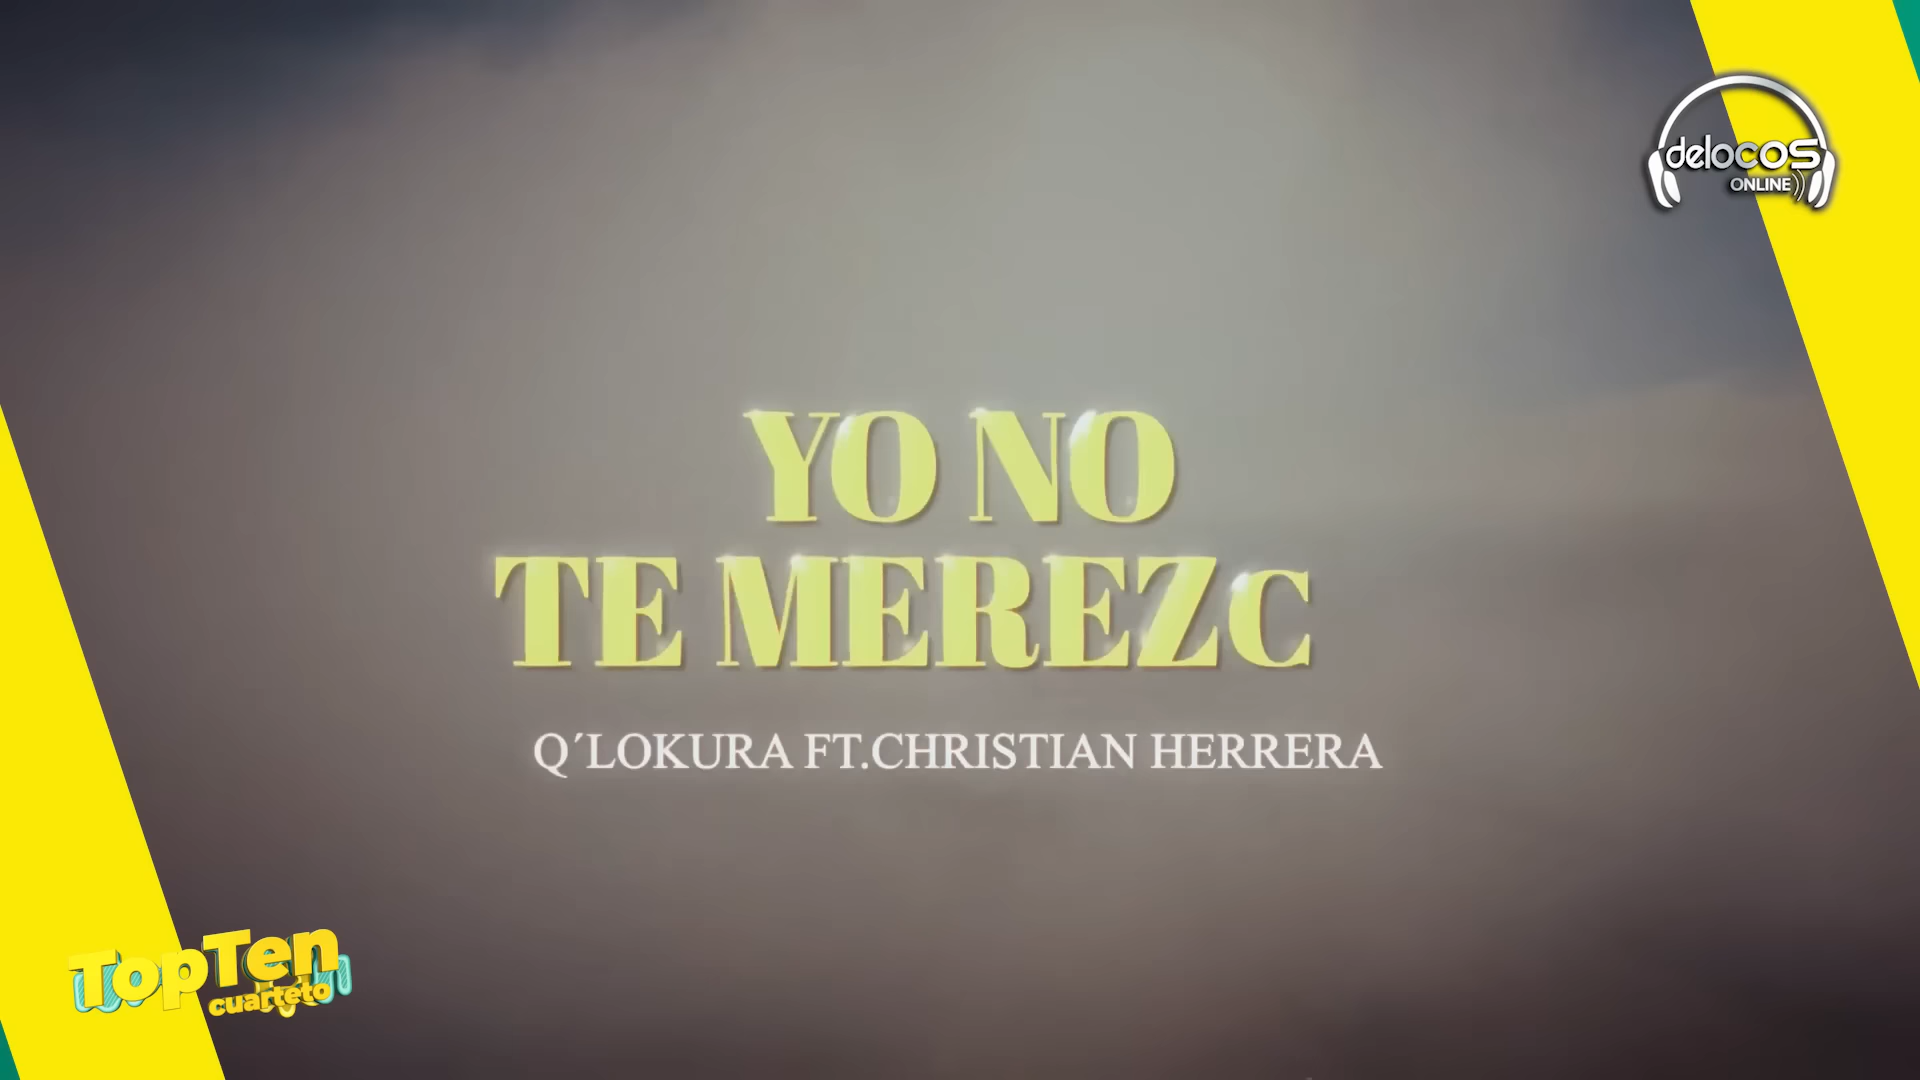 delocos
ONLINE
YO NO
TE MEREZC
Q´LOKURA FT.CHRISTIAN HERRERA
TopTen
cuarteto